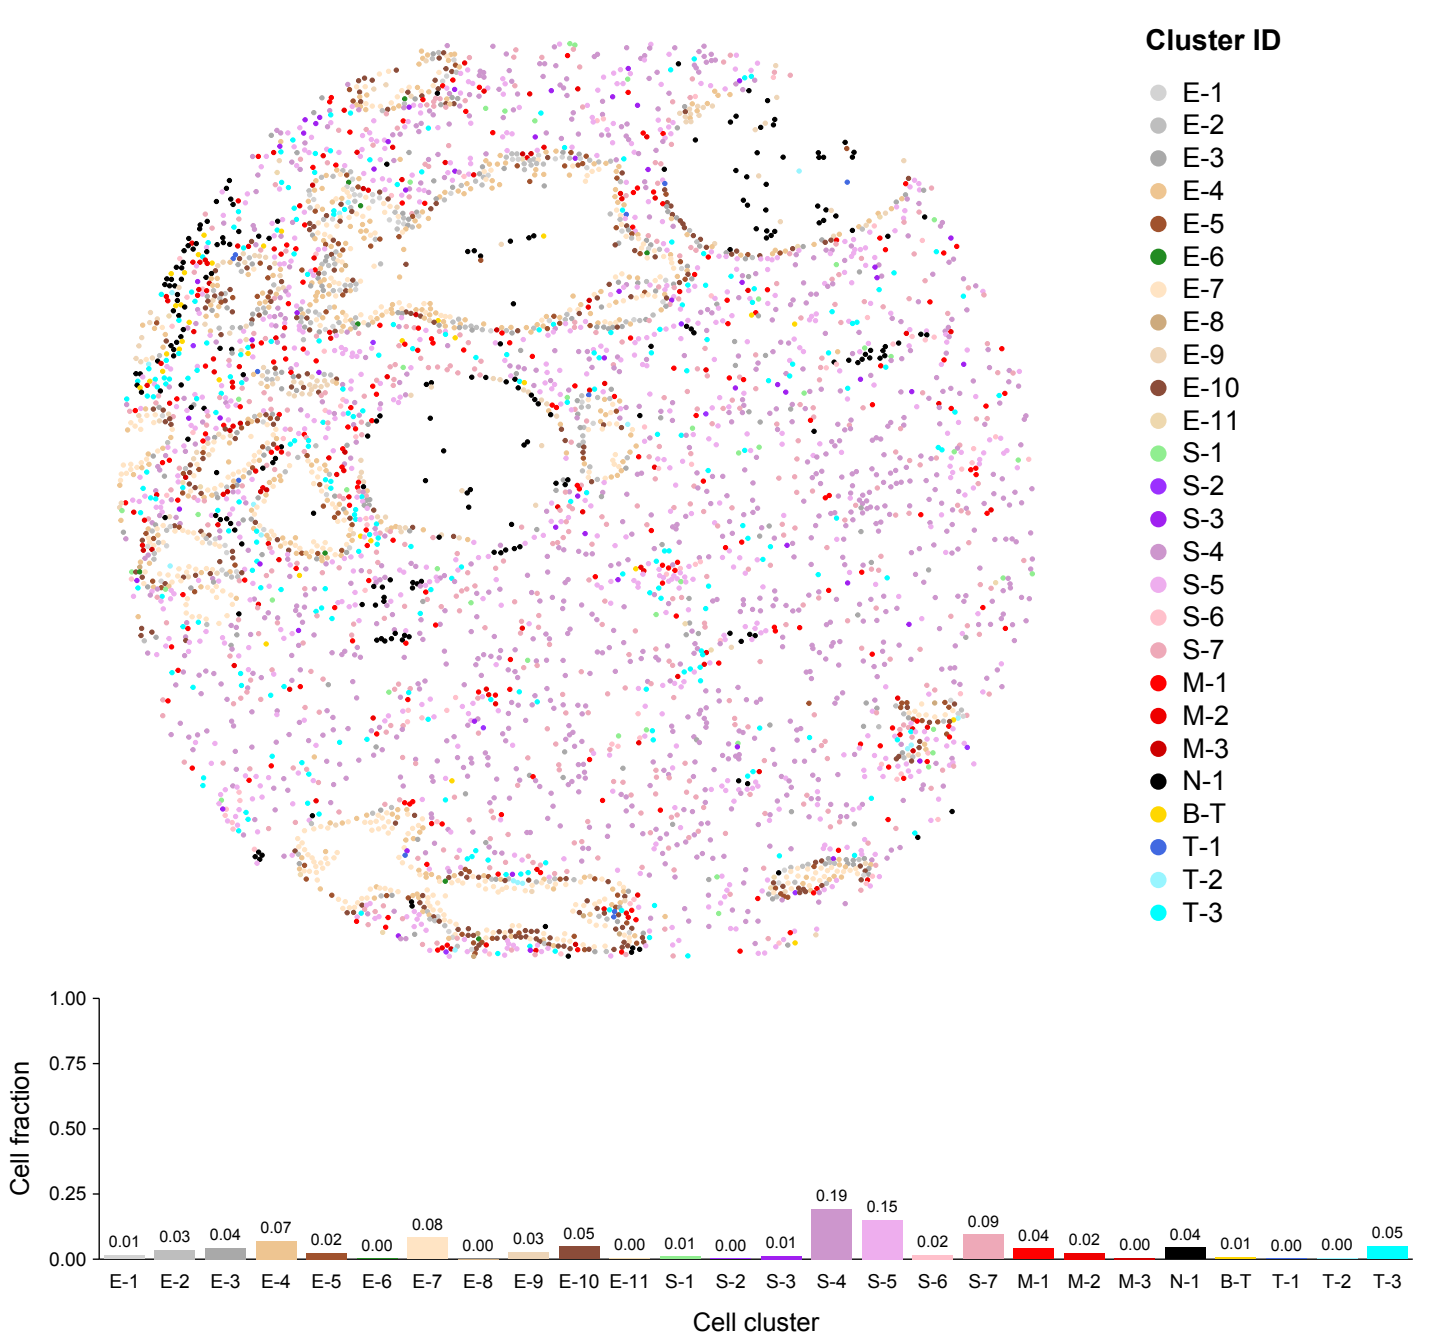 Cluster ID
E-1
E-2
E-3
E-4
E-5
E-6
E-7
E-8
E-9
E-10
E-11
S-1
S-2
S-3
S-4
S-5
S-6
S-7
M-1
M-2
M-3
N-1
B-T
T-1
T-2
T-3
1.00
0.75
0.50
0.25
0.00
Cell fraction
0.01 0.03 0.04 0.07 0.02 0.00 0.08 0.00 0.03 0.05 0.00 0.01 0.00 0.01 0.19 0.15 0.02 0.09 0.04 0.02 0.00 0.04 0.01 0.00 0.00 0.05
E-1 E-2 E-3 E-4 E-5 E-6 E-7 E-8 E-9 E-10 E-11 S-1 S-2 S-3 S-4 S-5 S-6 S-7 M-1 M-2 M-3 N-1 B-T T-1 T-2 T-3
Cell cluster